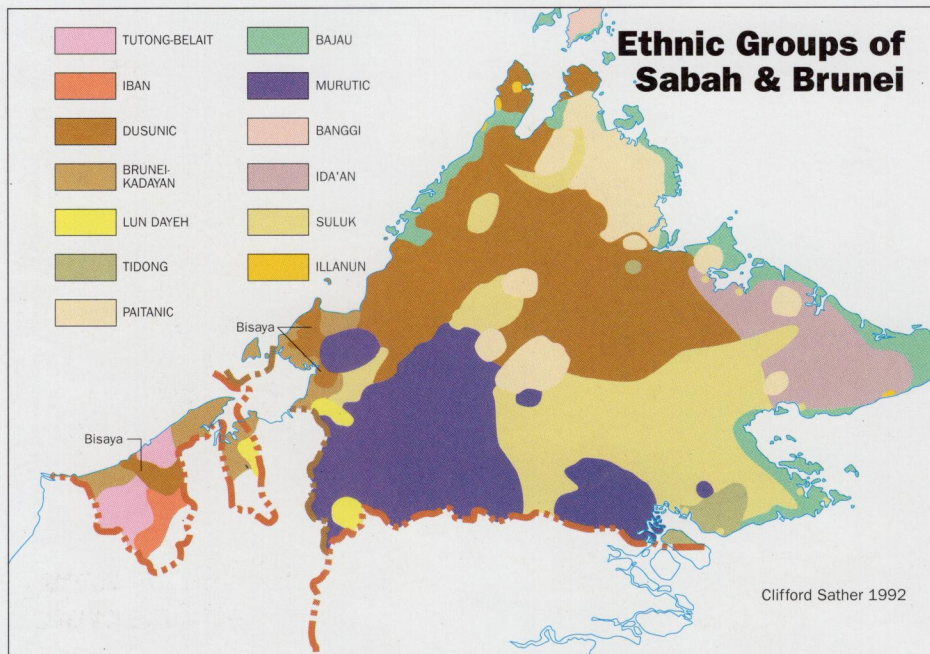 Ethnic Groups of
Sabah & Brunei
TUTONG-BELAIT
IBAN
DUSUNIC
BRUNEI-
KADAYAN
LUN DAYEH
TIDONG
PAITANIC
BAJAU
MURUTIC
BANGGI
IDA'AN
SULUK
ILLANUN
Bisaya
Bisaya
Clifford Sather 1992